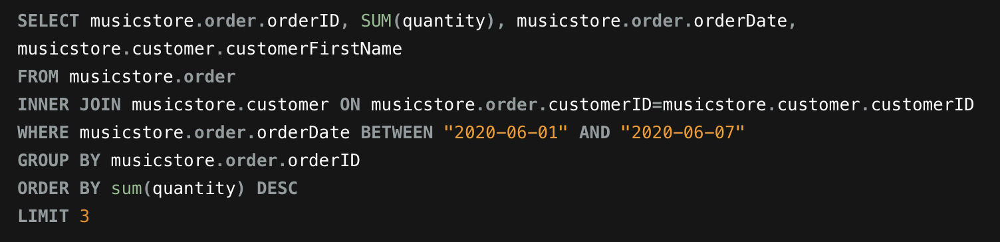 SELECT musicstore.order.orderID, SUM(quantity), musicstore.order.orderDate,
musicstore.customer.customerFirstName
FROM musicstore.order
INNER JOIN musicstore.customer ON musicstore.order.customerID=musicstore.customer.customerID
WHERE musicstore.order.orderDate BETWEEN "2020-06-01" AND "2020-06-07"
GROUP BY musicstore.order.orderID
ORDER BY sum(quantity) DESC
LIMIT 3